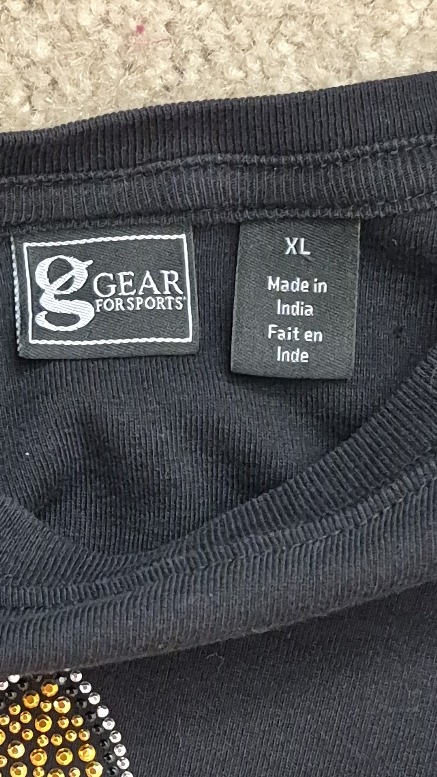 g GEAR
FOR SPORTS
XL
Made in
India
Fait en
Inde